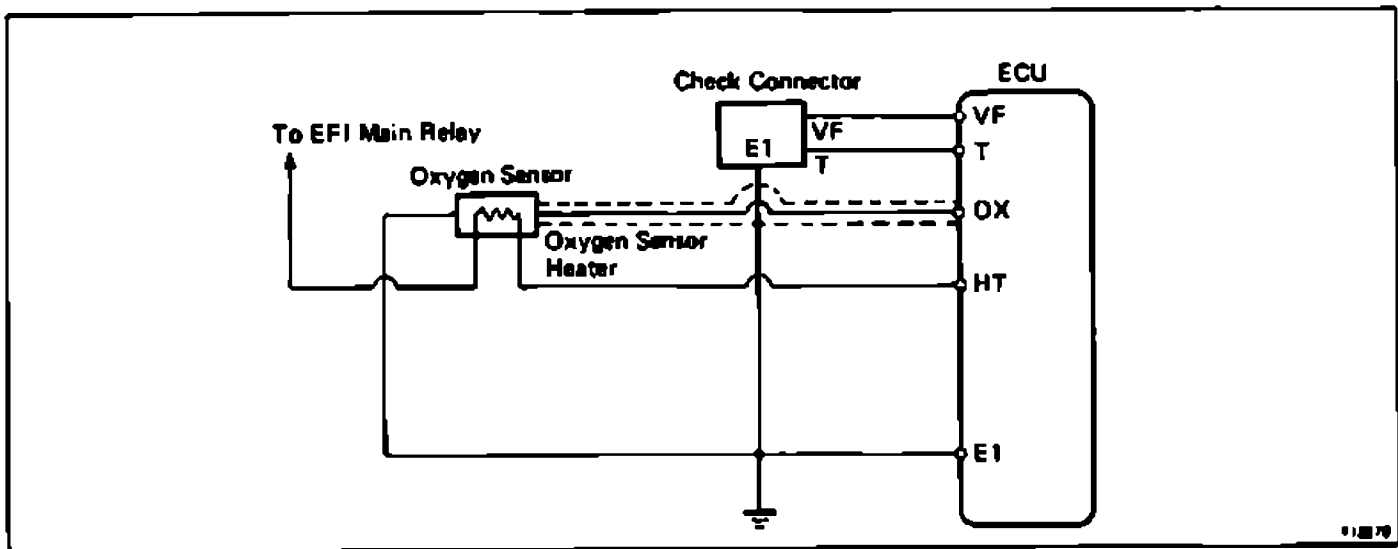 ECU
Check Connector
VF
VF
To EFI Main Relay
E1
T
T
Oxygen Sensor
OX
Oxygen Sensor
Heater
HT
E1